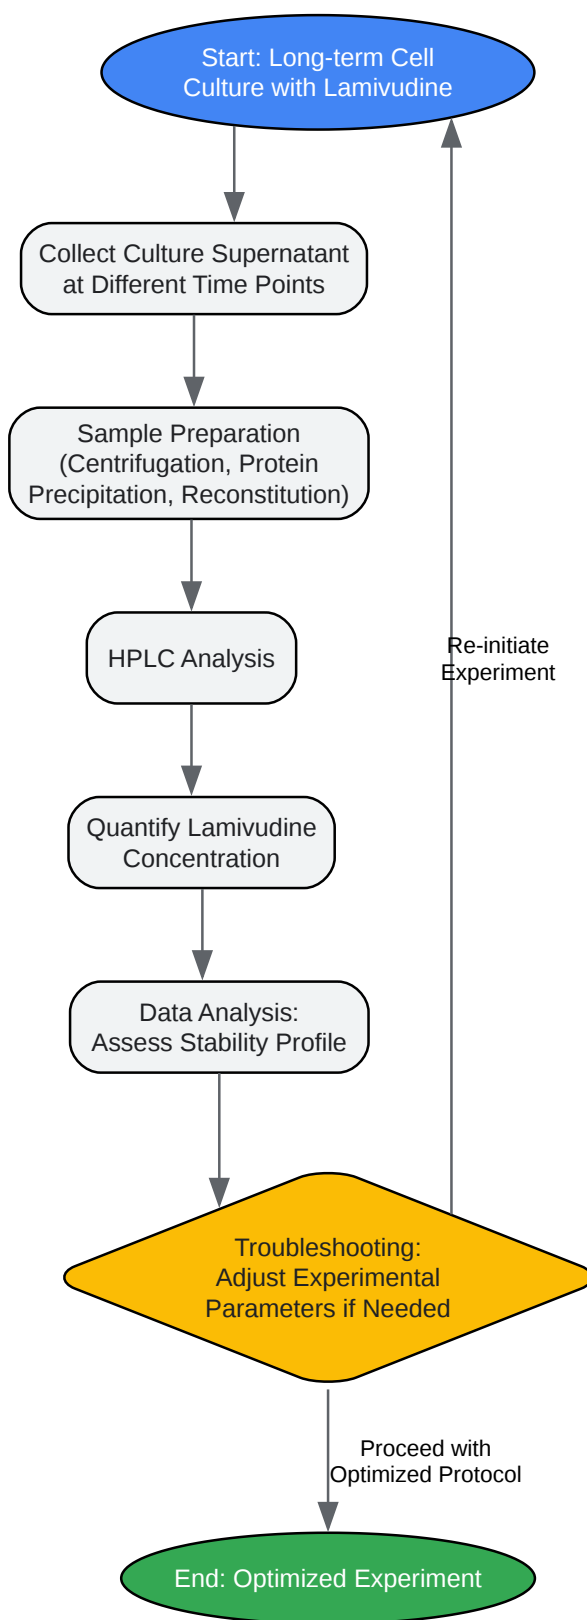 Start: Long-term Cell
Culture with Lamivudine
Collect Culture Supernatant
at Different Time Points
Sample Preparation
(Centrifugation, Protein
Precipitation, Reconstitution)
HPLC Analysis
Re-initiate
Experiment
Quantify Lamivudine
Concentration
Data Analysis:
Assess Stability Profile
Troubleshooting:
Adjust Experimental
Parameters if Needed
Proceed with
Optimized Protocol
End: Optimized Experiment